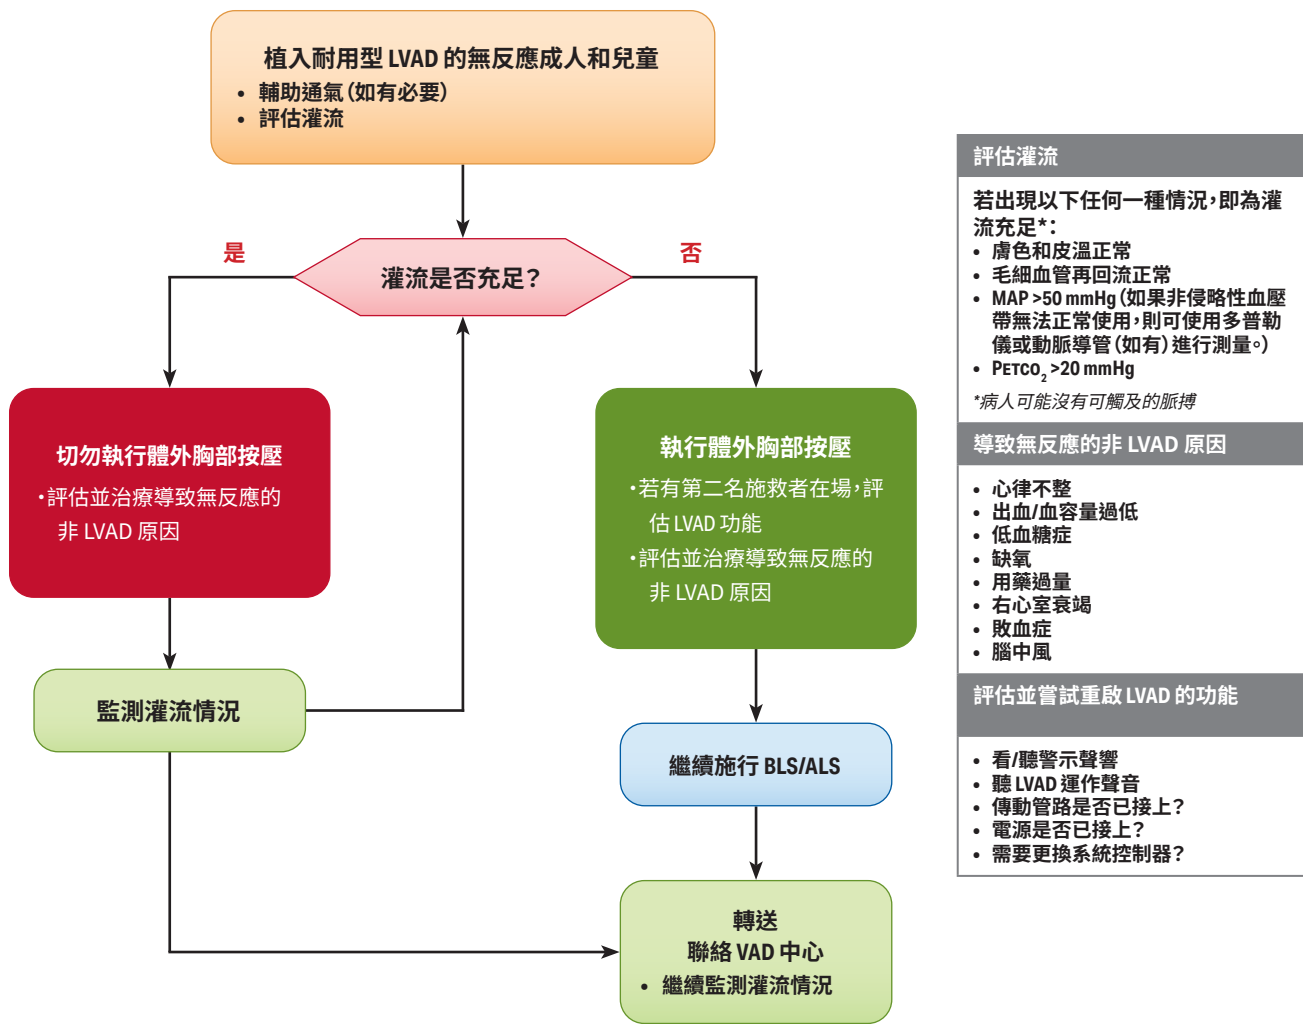 植入耐用型 LVAD 的無反應成人和兒童
• 輔助通氣（如有必要）
• 評估灌流
是
灌流是否充足？
否
切勿執行體外胸部按壓
·評估並治療導致無反應的
非 LVAD 原因
執行體外胸部按壓
·若有第二名施救者在場，評
估 LVAD 功能
·評估並治療導致無反應的
非 LVAD 原因
監測灌流情況
繼續施行 BLS/ALS
轉送
聯絡 VAD 中心
• 繼續監測灌流情況
評估灌流
若出現以下任何一種情況，即為灌
流充足*：
• 膚色和皮溫正常
• 毛細血管再回流正常
• MAP >50 mmHg（如果非侵略性血壓
帶無法正常使用，則可使用多普勒
儀或動脈導管（如有）進行測量。）
• PETCO₂ >20 mmHg
*病人可能沒有可觸及的脈搏
導致無反應的非 LVAD 原因
• 心律不整
• 出血/血容量過低
• 低血糖症
• 缺氧
• 用藥過量
• 右心室衰竭
• 敗血症
• 腦中風
評估並嘗試重啟 LVAD 的功能
• 看/聽警示聲響
• 聽 LVAD 運作聲音
• 傳動管路是否已接上？
• 電源是否已接上？
• 需要更換系統控制器？